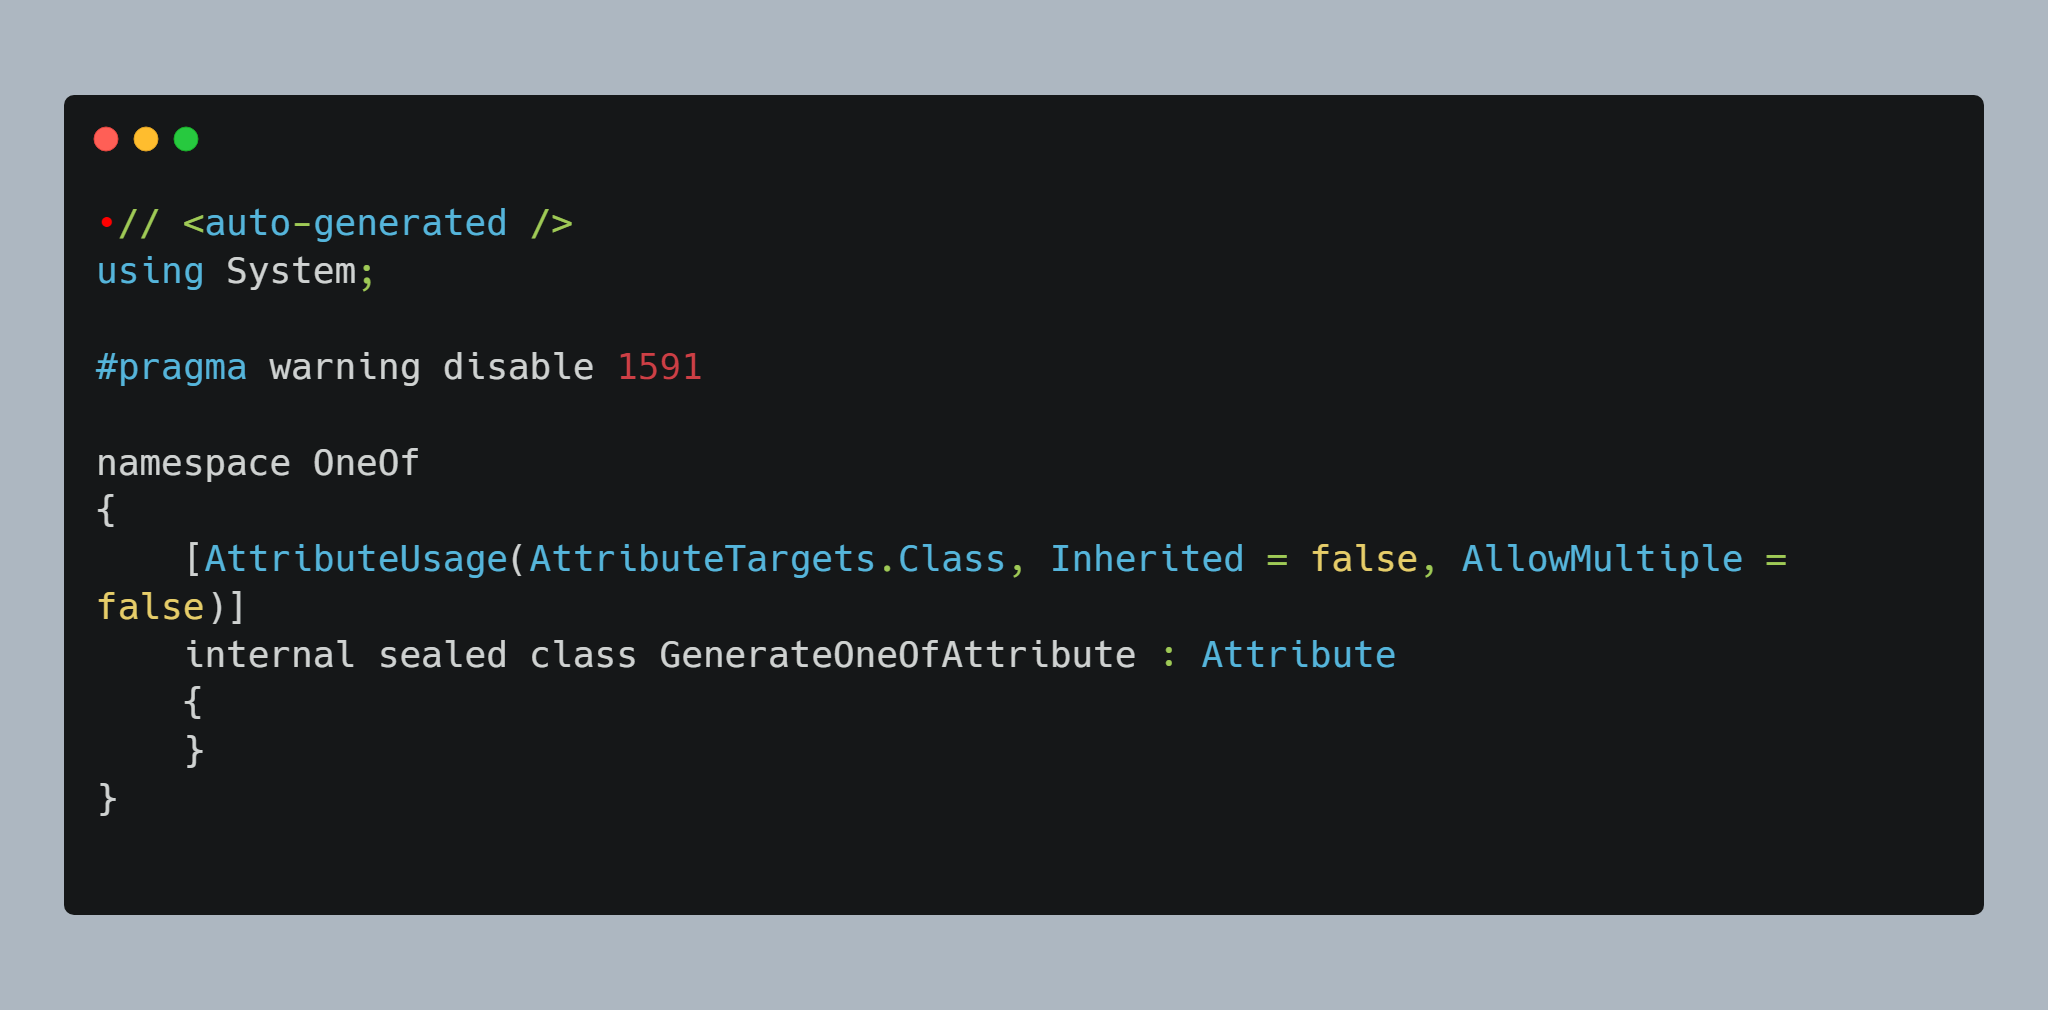 •// <auto-generated />
using System;

#pragma warning disable 1591

namespace OneOf
{
    [AttributeUsage(AttributeTargets.Class, Inherited = false, AllowMultiple =
false)]
    internal sealed class GenerateOneOfAttribute : Attribute
    {
    }
}